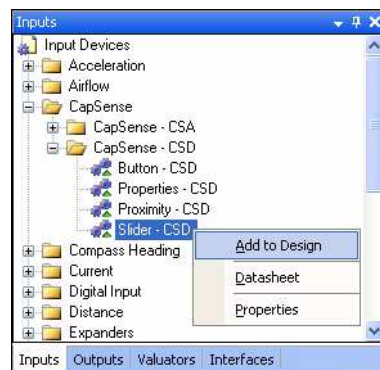 Inputs
Input Devices
Acceleration
Airflow
CapSense
CapSense - CSA
CapSense - CSD
Button - CSD
Properties - CSD
Proximity - CSD
Slider - CSD
Add to Design
Compass Heading
Current
Datasheet
Digital Input
Distance
Properties
Expanders
Inputs Outputs Valuators Interfaces